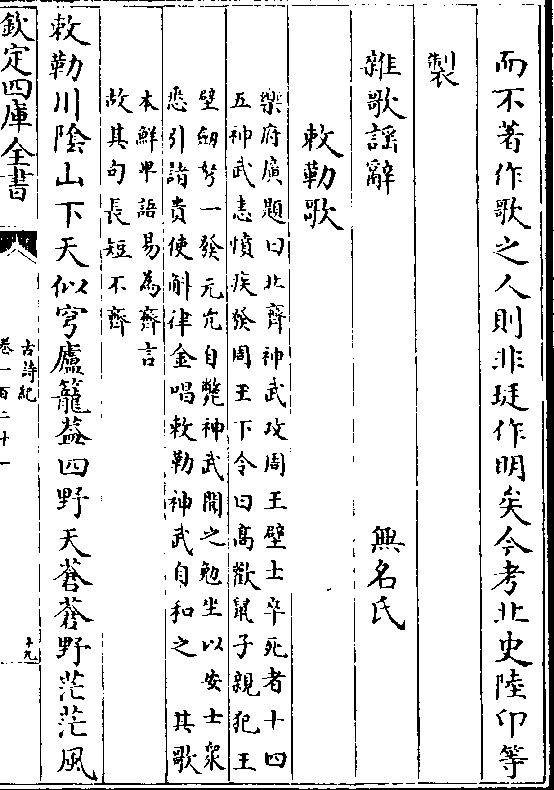 而不著作歌之人則非珽作明矣今考北史陸卬等
製
雜歌謡辭　無名氏
敕勒歌
樂府廣題曰北齊神武攻周王壁士卒死者十四
五神武恚憤疾發周王下令曰髙歡鼠子親犯王
壁劒弩一發元凶自斃神武聞之勉坐以安士衆
悉引諸貴使斛律金唱敕勒神武自和之　其歌
本鮮卑語易為齊言
故其句長短不齊
敕勒川陰山下天似穹廬籠葢四野天蒼蒼野茫茫風
欽定四庫全書
古詩紀
卷一百二十一
十九